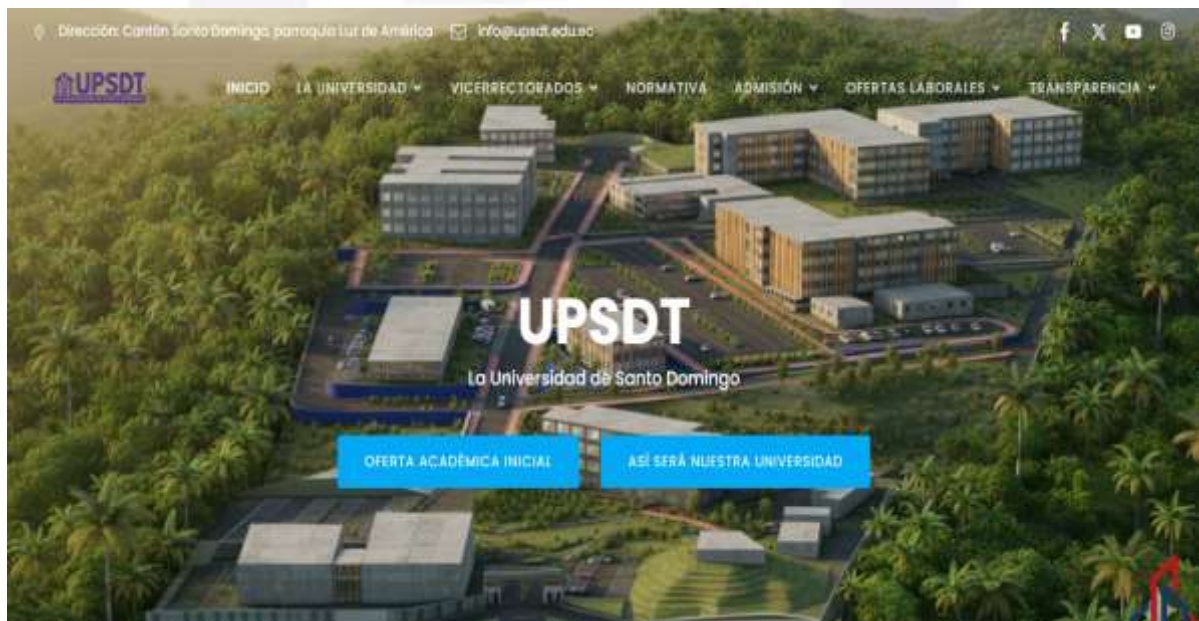 Dirección: Cantón Santo Domingo, parroquia Luz de América info@upsdt.edu.ec
UPSDT
INICIO LA UNIVERSIDAD VICERRECTORADOS NORMATIVA ADMISIÓN OFERTAS LABORALES TRANSPARENCIA
UPSDT
La Universidad de Santo Domingo
OFERTA ACADÉMICA INICIAL ASÍ SERÁ NUESTRA UNIVERSIDAD